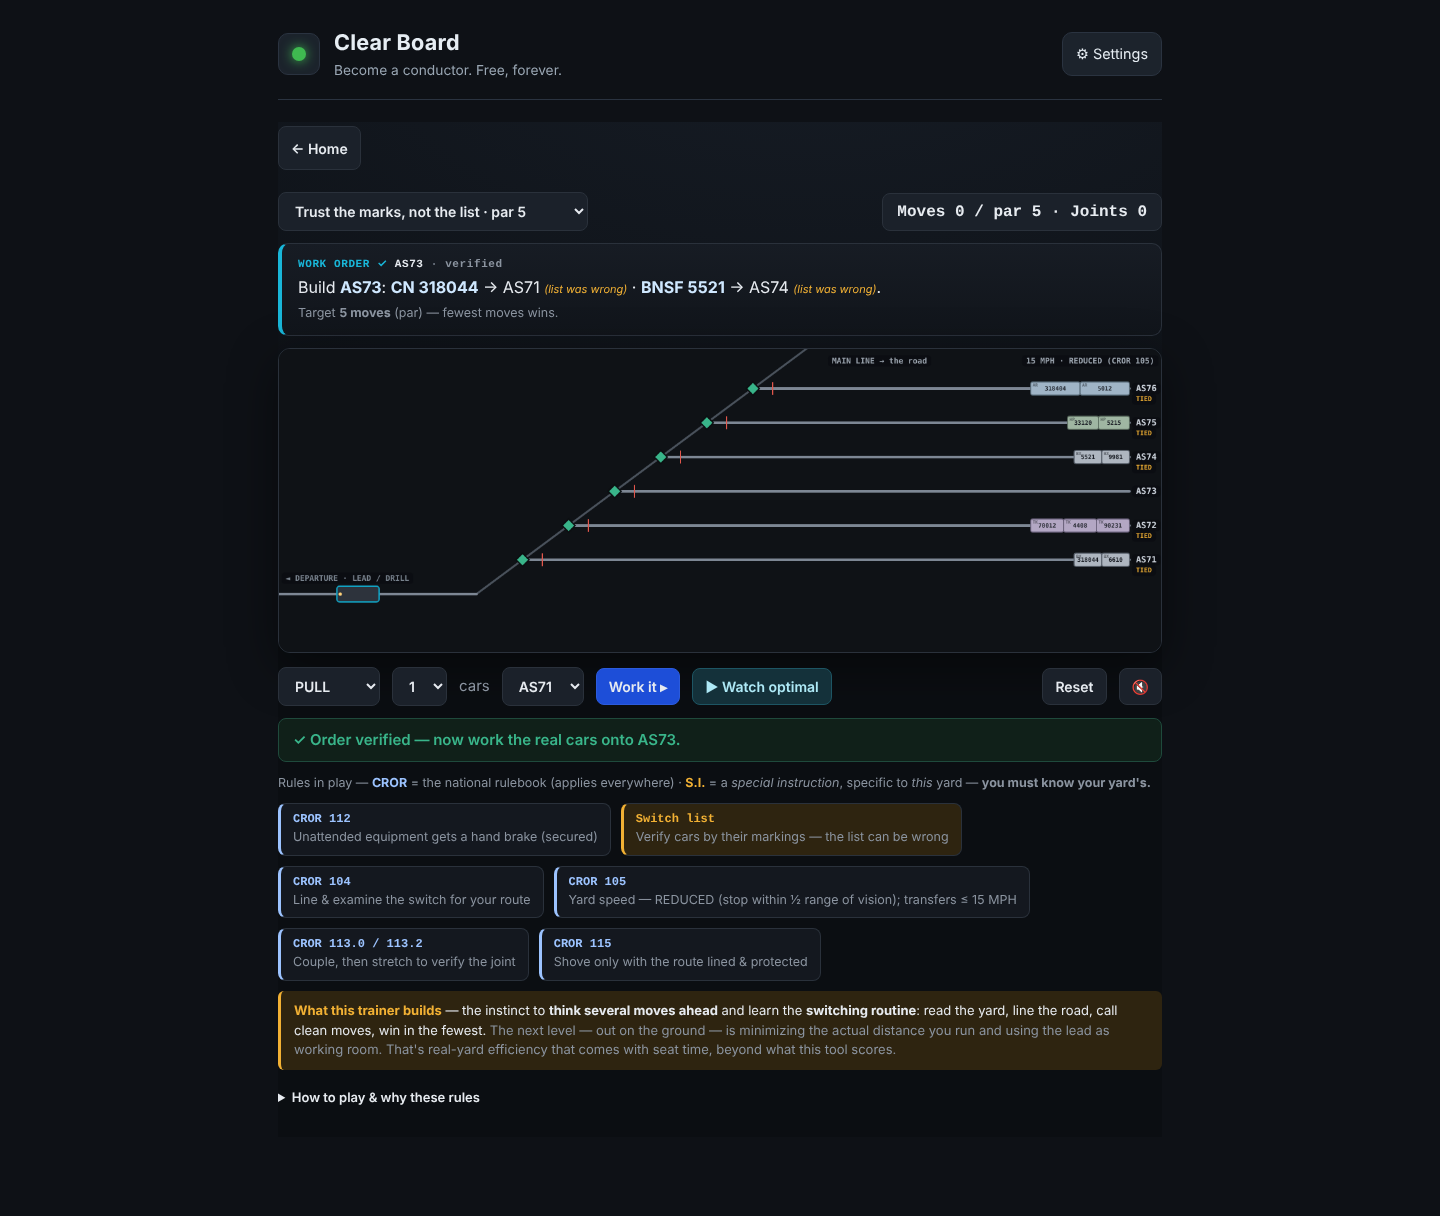 Clear Board
Become a conductor. Free, forever.
⚙ Settings
← Home
Trust the marks, not the list · par 5
Moves 0 / par 5 · Joints 0
WORK ORDER ✓ AS73 · verified
Build AS73: CN 318044 → AS71 (list was wrong) · BNSF 5521 → AS74 (list was wrong).
Target 5 moves (par) — fewest moves wins.
MAIN LINE → the road
15 MPH · REDUCED (CROR 105)
318404 5012 AS76
TIED
33120 5215 AS75
TIED
5521 9981 AS74
TIED
AS73
70012 4408 90231 AS72
TIED
318044 6610 AS71
TIED
◄ DEPARTURE · LEAD / DRILL
PULL 1 cars AS71 Work it ▸ ▶ Watch optimal Reset
✓ Order verified — now work the real cars onto AS73.
Rules in play — CROR = the national rulebook (applies everywhere) · S.I. = a special instruction, specific to this yard — you must know your yard's.
CROR 112
Unattended equipment gets a hand brake (secured)
Switch list
Verify cars by their markings — the list can be wrong
CROR 104
Line & examine the switch for your route
CROR 105
Yard speed — REDUCED (stop within ½ range of vision); transfers ≤ 15 MPH
CROR 113.0 / 113.2
Couple, then stretch to verify the joint
CROR 115
Shove only with the route lined & protected
What this trainer builds — the instinct to think several moves ahead and learn the switching routine: read the yard, line the road, call
clean moves, win in the fewest. The next level — out on the ground — is minimizing the actual distance you run and using the lead as
working room. That's real-yard efficiency that comes with seat time, beyond what this tool scores.
▶ How to play & why these rules